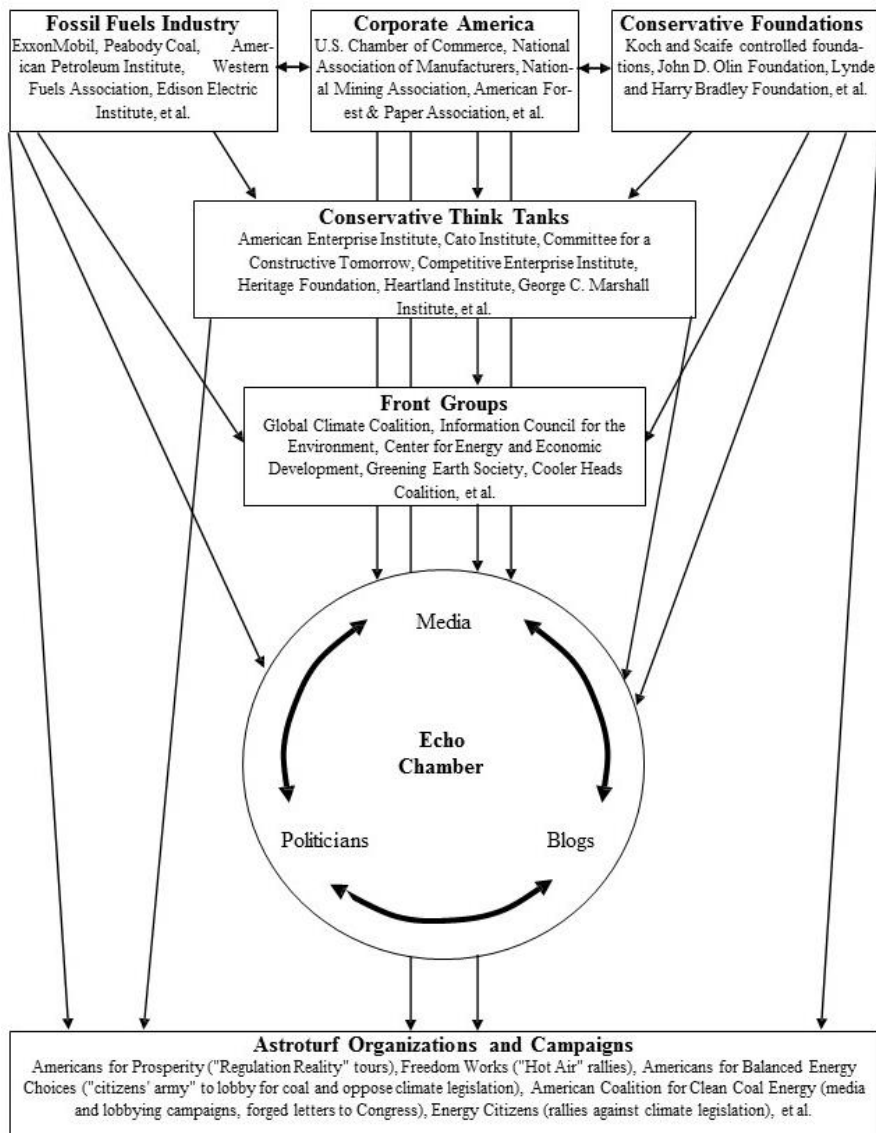 Fossil Fuels Industry
ExxonMobil, Peabody Coal, Amer-
ican Petroleum Institute, Western
Fuels Association, Edison Electric
Institute, et al.
Corporate America
U.S. Chamber of Commerce, National
Association of Manufacturers, Nation-
al Mining Association, American For-
est & Paper Association, et al.
Conservative Foundations
Koch and Scaife controlled founda-
tions, John D. Olin Foundation, Lynde
and Harry Bradley Foundation, et al.
Conservative Think Tanks
American Enterprise Institute, Cato Institute, Committee for a
Constructive Tomorrow, Competitive Enterprise Institute,
Heritage Foundation, Heartland Institute, George C. Marshall
Institute, et al.
Front Groups
Global Climate Coalition, Information Council for the
Environment, Center for Energy and Economic
Development, Greening Earth Society, Cooler Heads
Coalition, et al.
Media
Echo
Chamber
Politicians
Blogs
Astroturf Organizations and Campaigns
Americans for Prosperity ("Regulation Reality" tours), Freedom Works ("Hot Air" rallies), Americans for Balanced Energy
Choices ("citizens' army" to lobby for coal and oppose climate legislation), American Coalition for Clean Coal Energy (media
and lobbying campaigns, forged letters to Congress), Energy Citizens (rallies against climate legislation), et al.